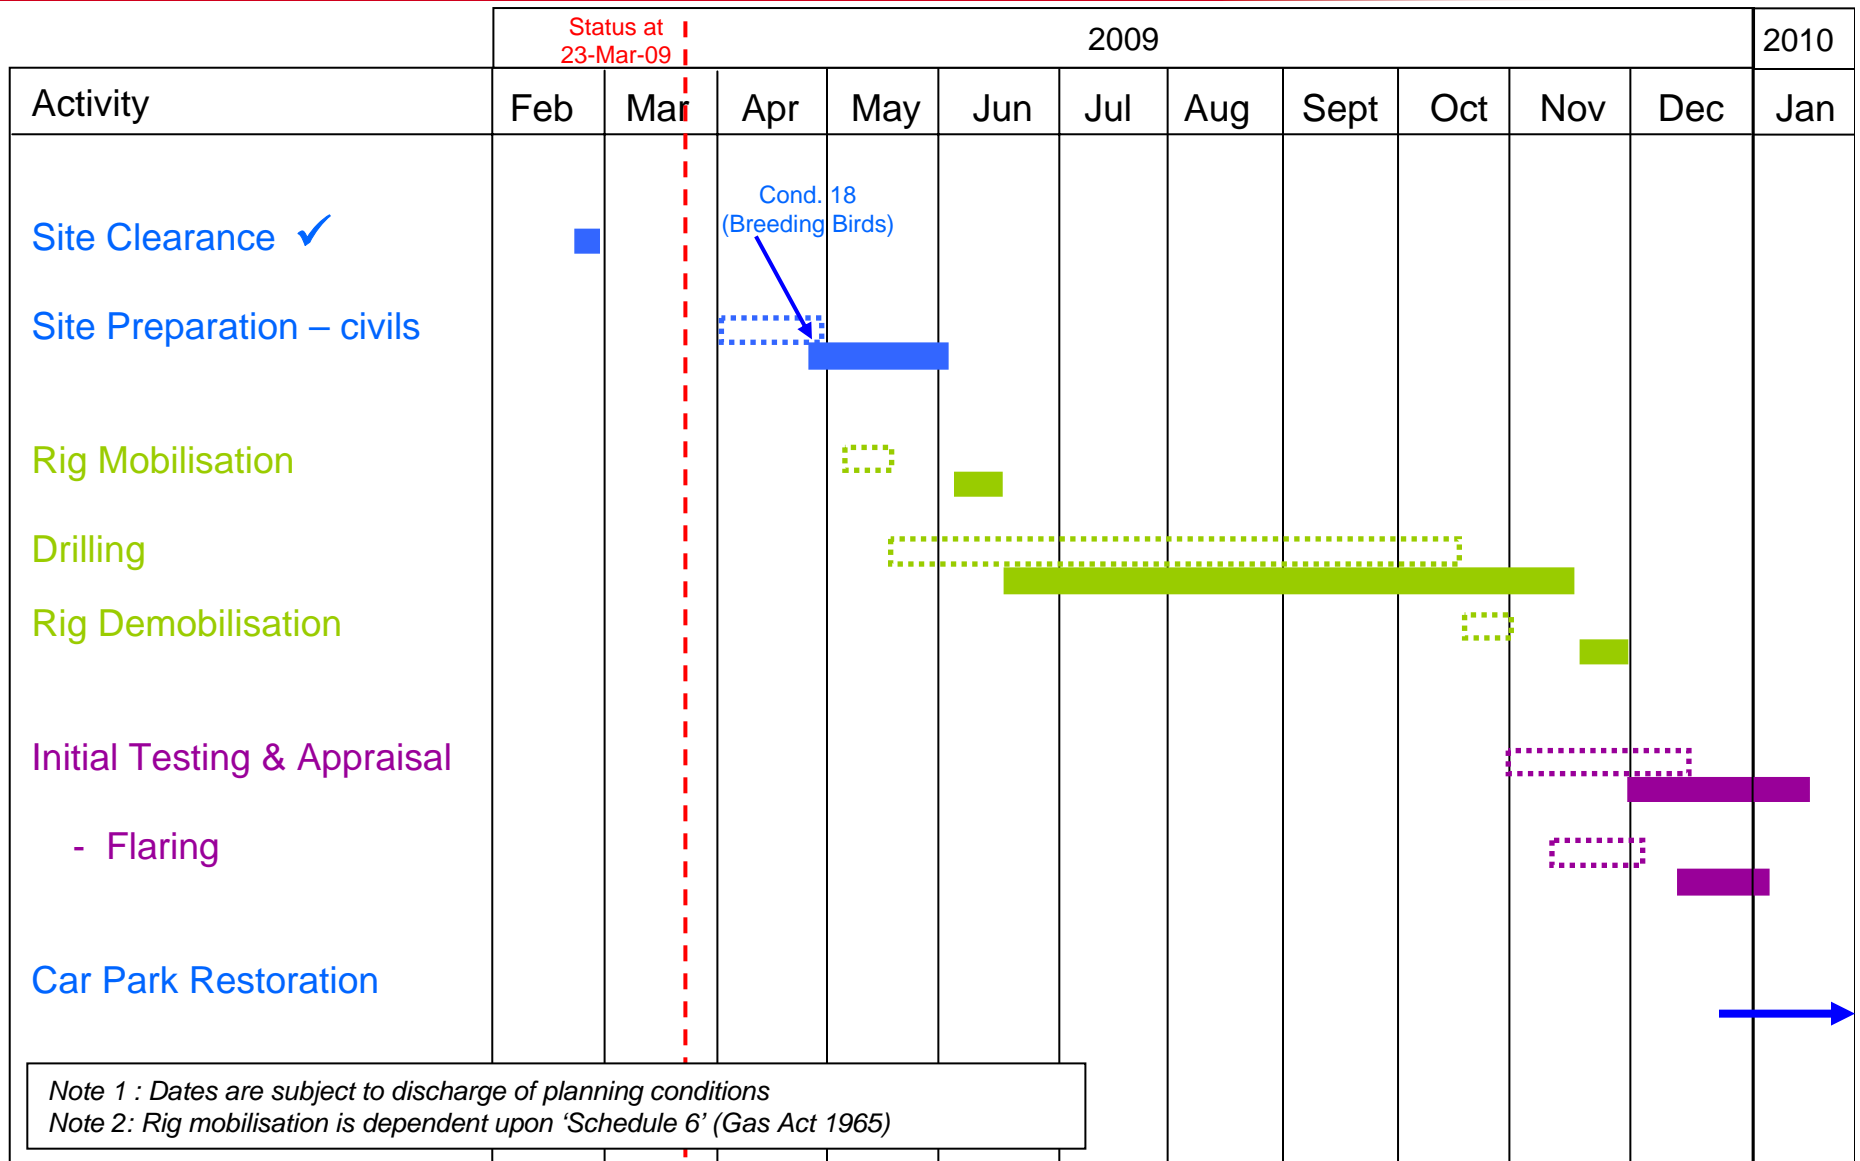 Status at
23-Mar-09
2009
2010
Activity
Feb
Mar
Apr
May
Jun
Jul
Aug
Sept
Oct
Nov
Dec
Jan
Cond. 18
(Breeding Birds)
Site Clearance ✓
Site Preparation – civils
Rig Mobilisation
Drilling
Rig Demobilisation
Initial Testing & Appraisal
- Flaring
Car Park Restoration
Note 1 : Dates are subject to discharge of planning conditions
Note 2: Rig mobilisation is dependent upon ‘Schedule 6’ (Gas Act 1965)